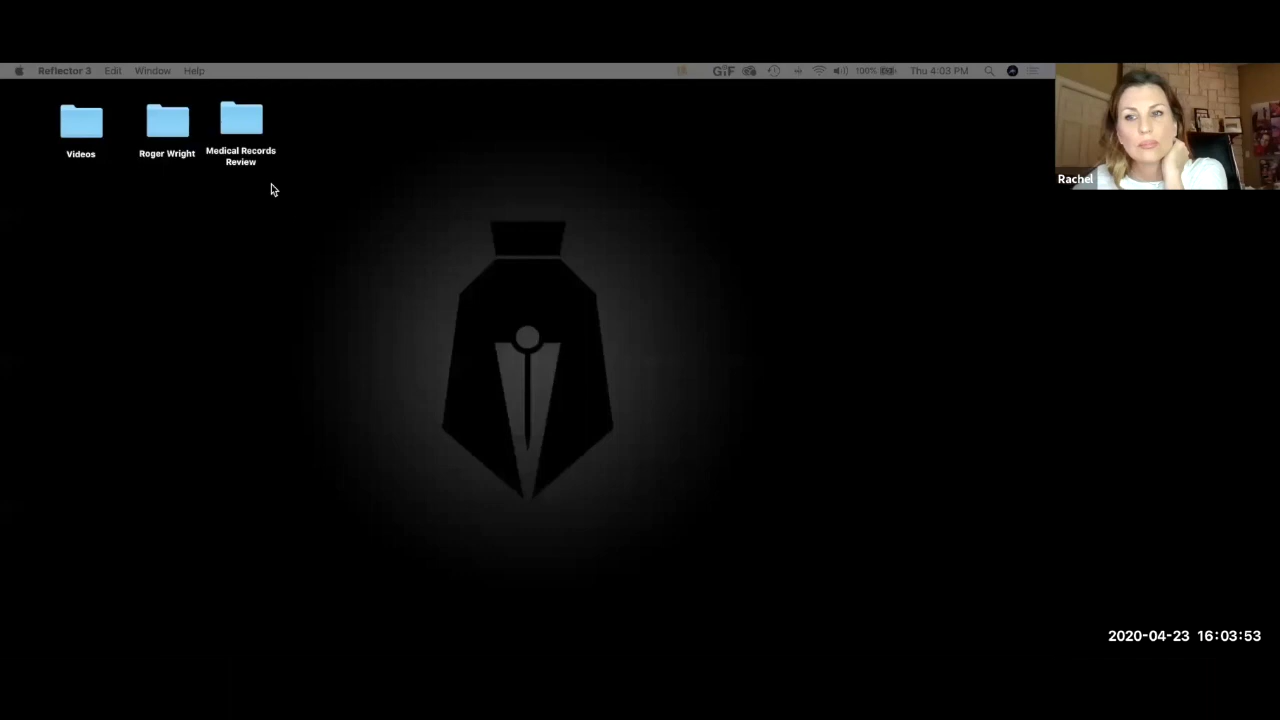 Reflector 3 Edit Window Help GIF 100% Thu 4:03 PM
Videos
Roger Wright
Medical Records
Review
Rachel
2020-04-23 16:03:53